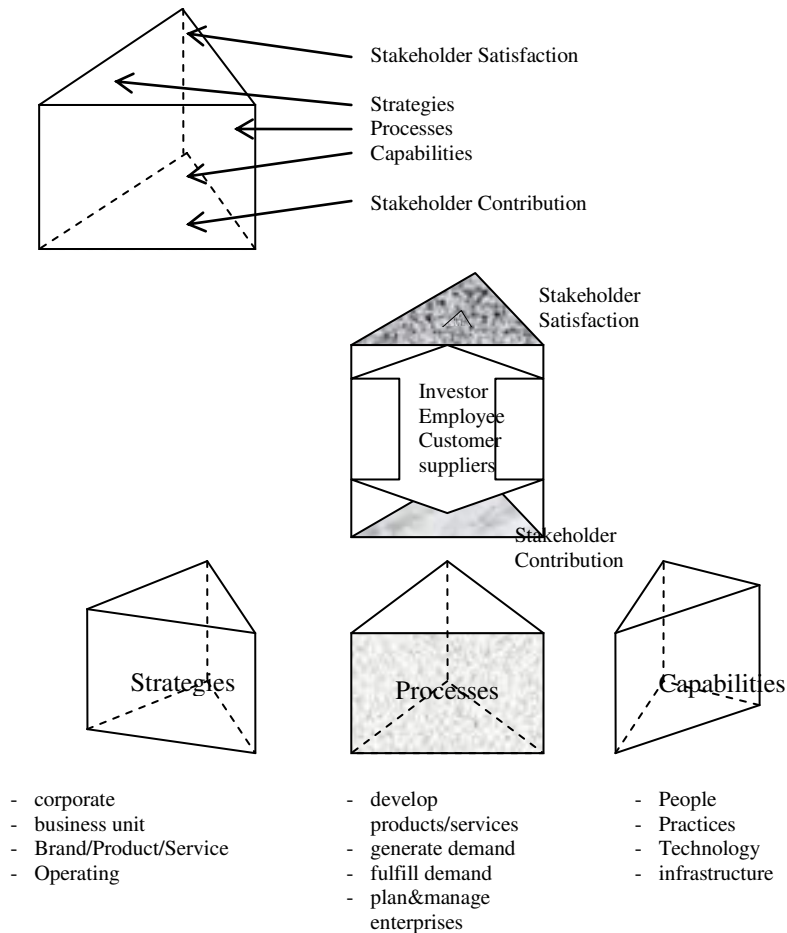 Stakeholder Satisfaction
Strategies
Processes
Capabilities
Stakeholder Contribution
Stakeholder
Satisfaction
Investor
Employee
Customer
suppliers
Stakeholder
Contribution
Strategies
Processes
Capabilities
- corporate
- business unit
- Brand/Product/Service
- Operating
- develop
products/services
- generate demand
- fulfill demand
- plan&manage
enterprises
- People
- Practices
- Technology
- infrastructure